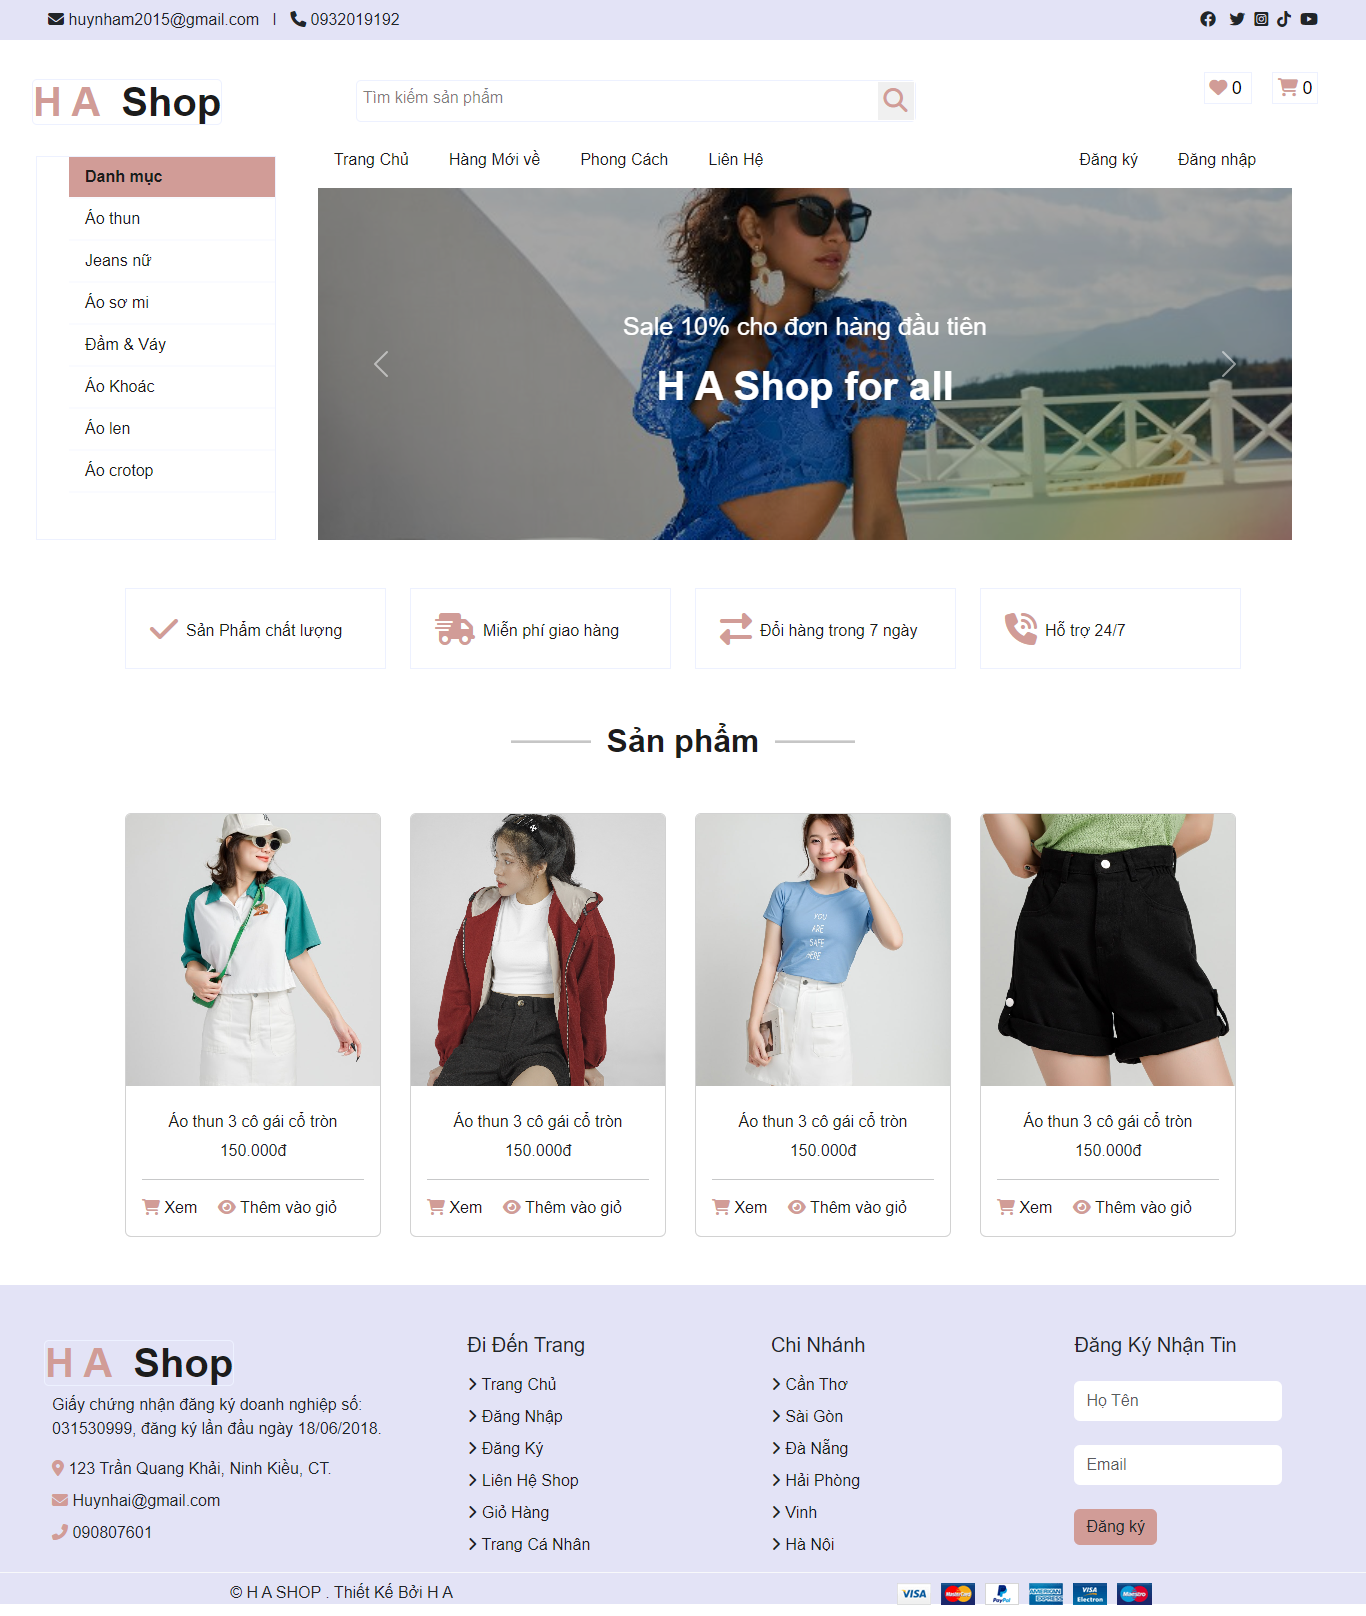 huynham2015@gmail.com I 0932019192
H A Shop
Tìm kiếm sản phẩm
0
0
Trang Chủ Hàng Mới về Phong Cách Liên Hệ Đăng ký Đăng nhập
Danh mục
Áo thun
Jeans nữ
Áo sơ mi
Đầm & Váy
Áo Khoác
Áo len
Áo crotop
Sale 10% cho đơn hàng đầu tiên
H A Shop for all
Sản Phẩm chất lượng
Miễn phí giao hàng
Đổi hàng trong 7 ngày
Hỗ trợ 24/7
Sản phẩm
YOU
ARE
SAFE
HERE
Áo thun 3 cô gái cổ tròn
150.000đ
Xem Thêm vào giỏ
Áo thun 3 cô gái cổ tròn
150.000đ
Xem Thêm vào giỏ
Áo thun 3 cô gái cổ tròn
150.000đ
Xem Thêm vào giỏ
Áo thun 3 cô gái cổ tròn
150.000đ
Xem Thêm vào giỏ
H A Shop
Giấy chứng nhận đăng ký doanh nghiệp số:
031530999, đăng ký lần đầu ngày 18/06/2018.
123 Trần Quang Khải, Ninh Kiều, CT.
Huynhai@gmail.com
090807601
Đi Đến Trang
Trang Chủ
Đăng Nhập
Đăng Ký
Liên Hệ Shop
Giỏ Hàng
Trang Cá Nhân
Chi Nhánh
Cần Thơ
Sài Gòn
Đà Nẵng
Hải Phòng
Vinh
Hà Nội
Đăng Ký Nhận Tin
Họ Tên
Email
Đăng ký
© H A SHOP . Thiết Kế Bởi H A
VISA
MasterCard
PayPal
AMERICAN EXPRESS
VISA Electron
Maestro